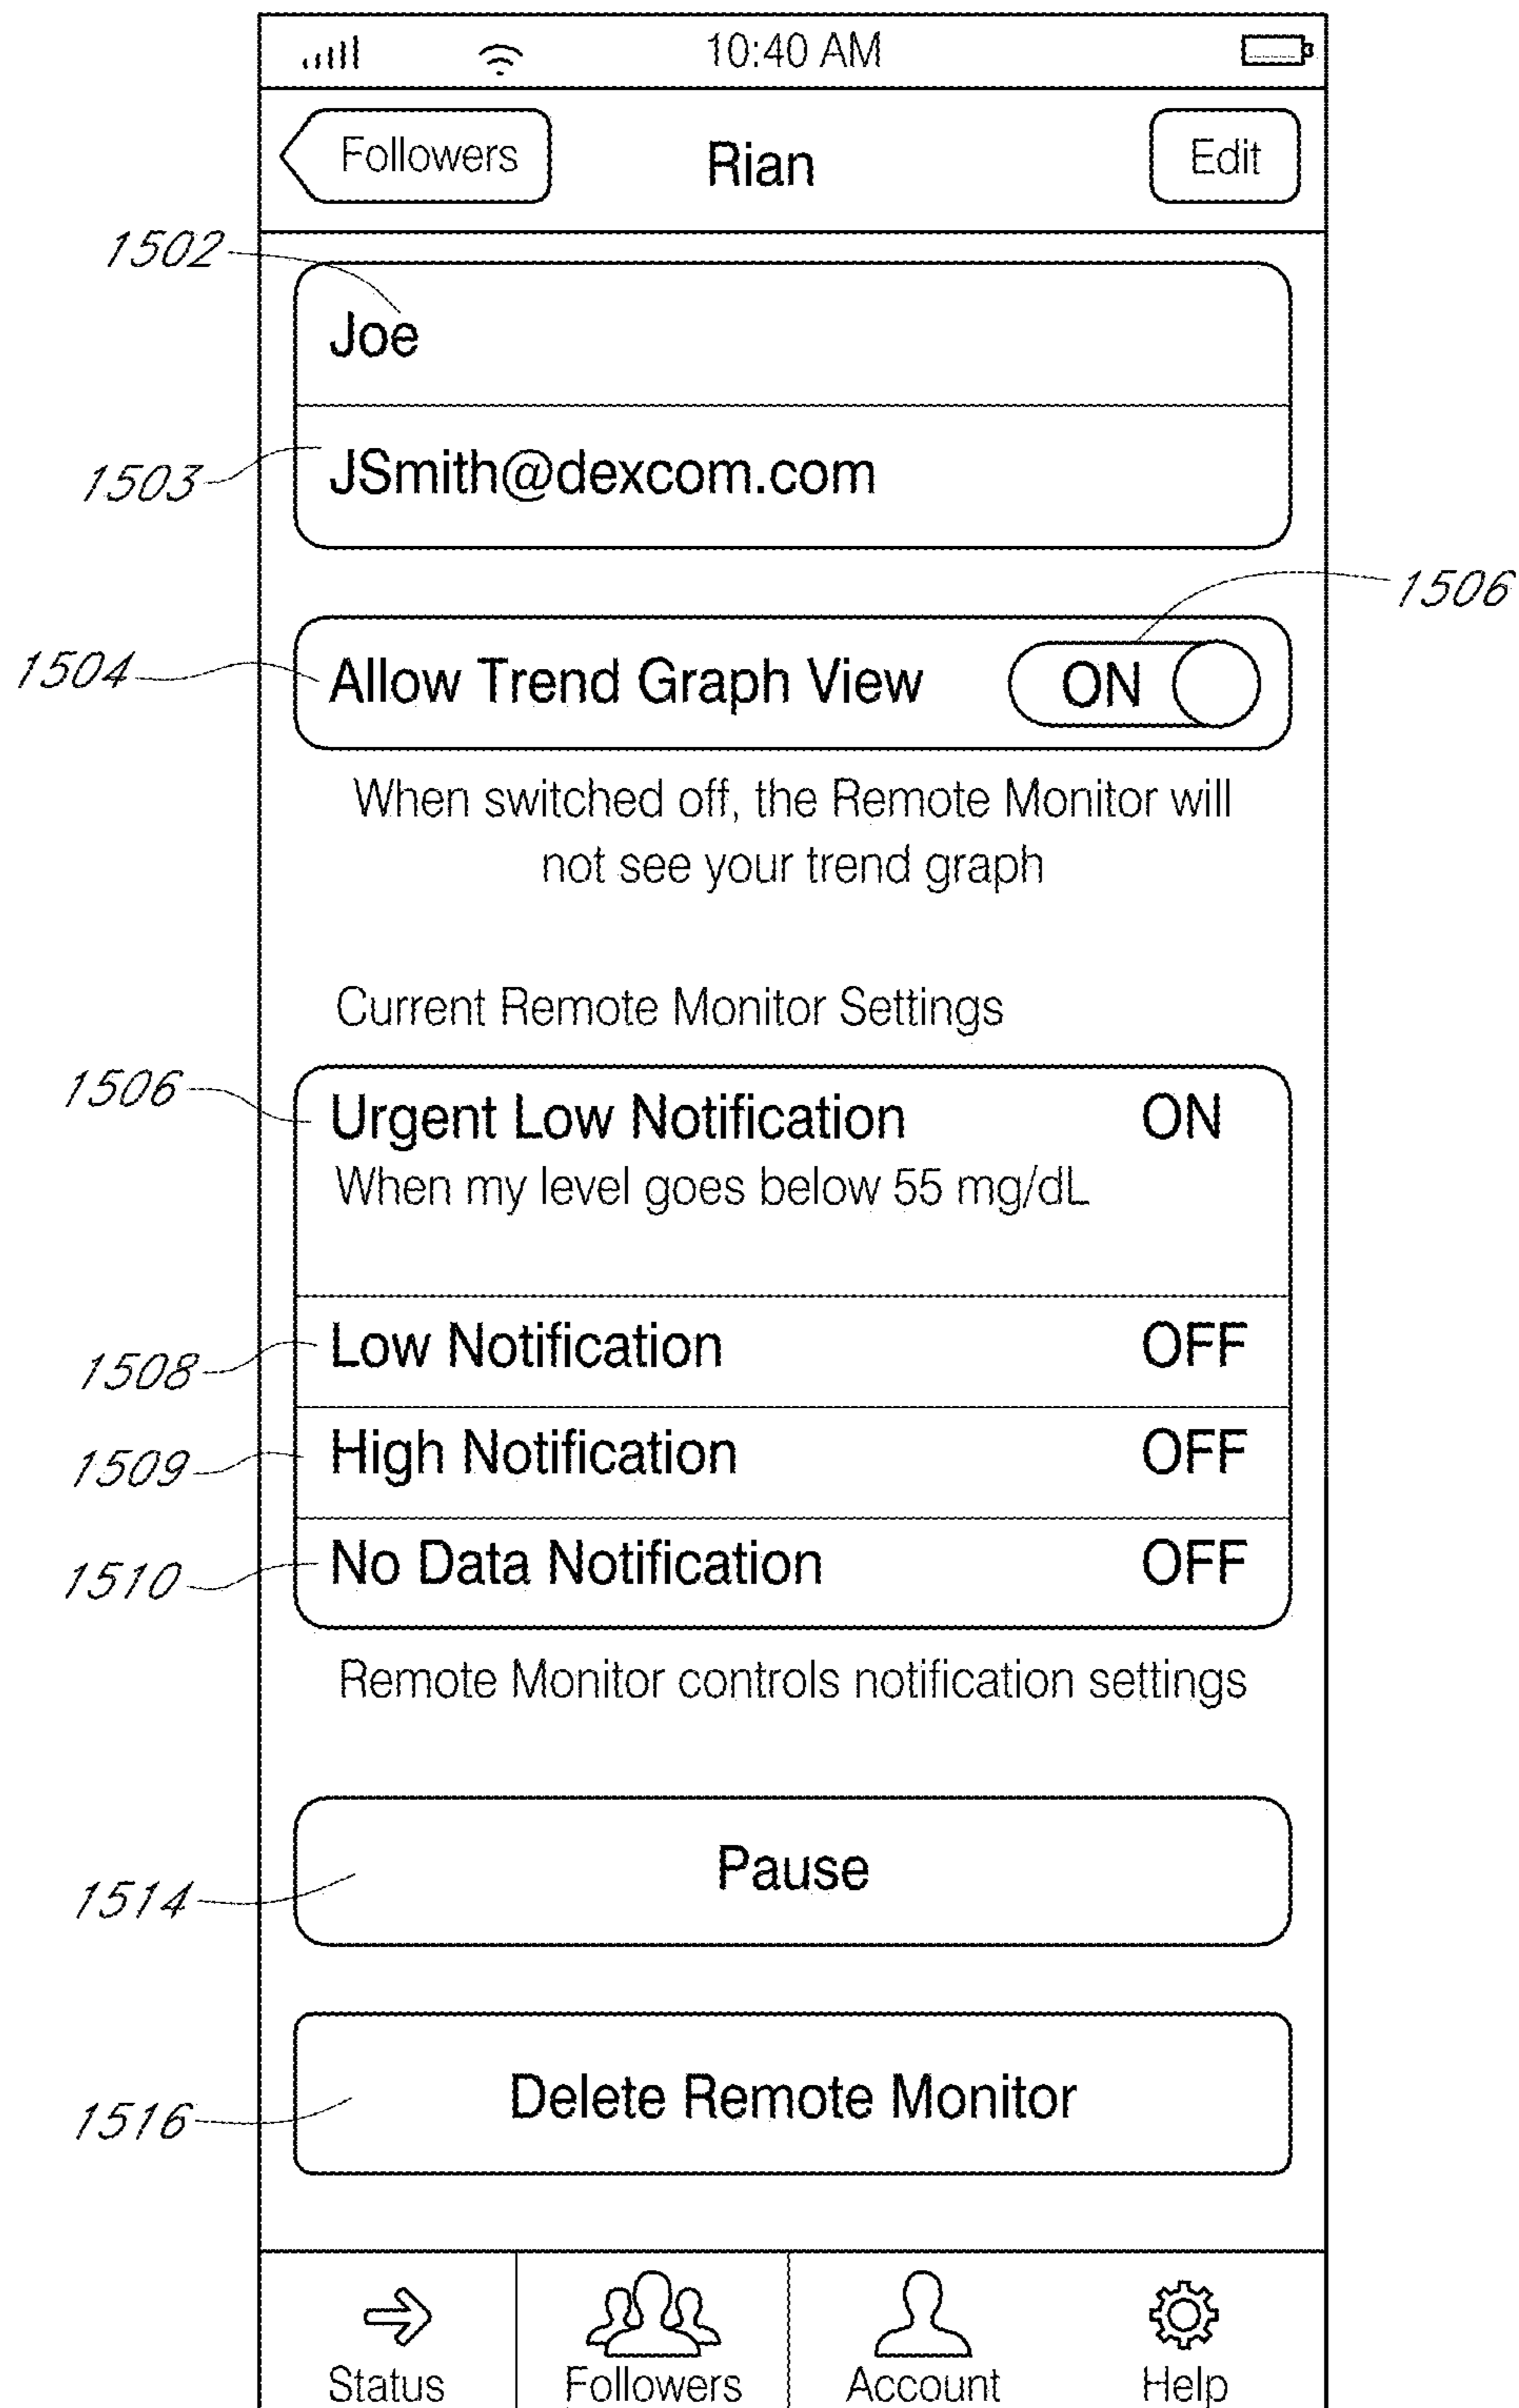 10:40 AM
Followers Rian Edit
1502
Joe
1503 JSmith@dexcom.com
1506
1504 Allow Trend Graph View ON
When switched off, the Remote Monitor will
not see your trend graph
Current Remote Monitor Settings
1506 Urgent Low Notification ON
When my level goes below 55 mg/dL
1508 Low Notification OFF
1509 High Notification OFF
1510 No Data Notification OFF
Remote Monitor controls notification settings
1514 Pause
1516 Delete Remote Monitor
Status Followers Account Help